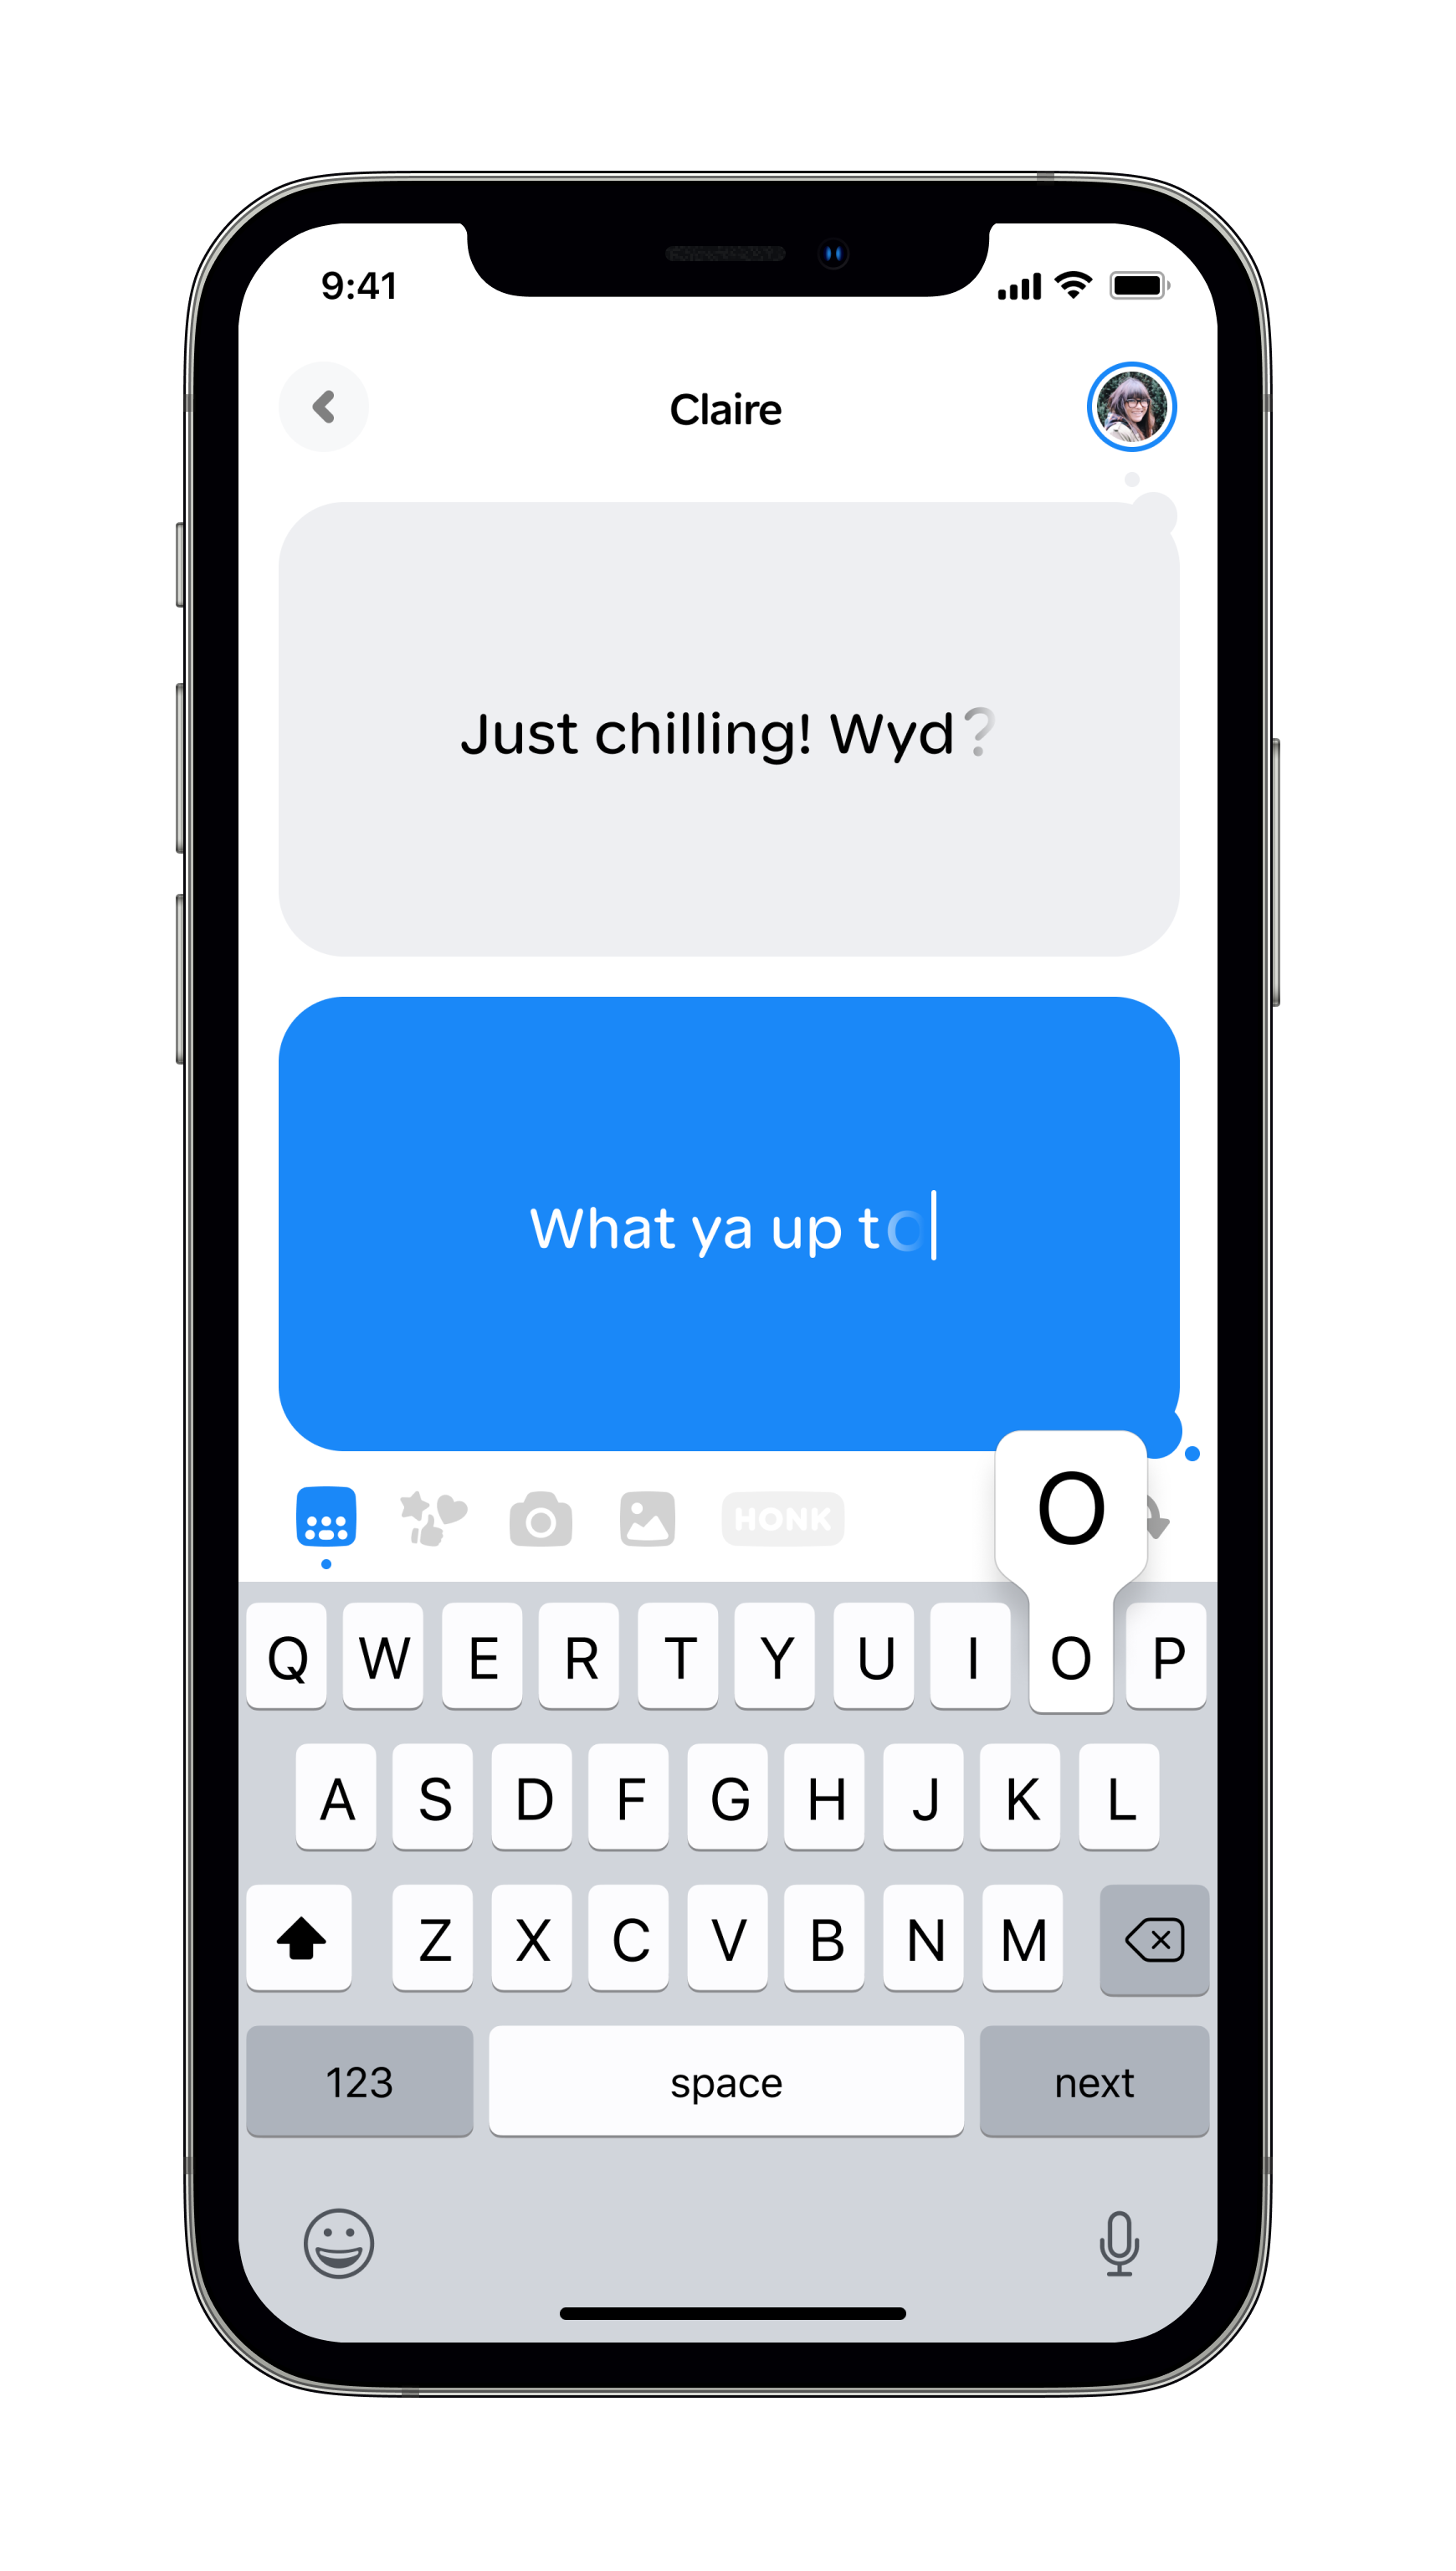 9:41
Claire
Just chilling! Wyd?
What ya up to
HONK
O
Q W E R T Y U I O P
A S D F G H J K L
Z X C V B N M
123 space next